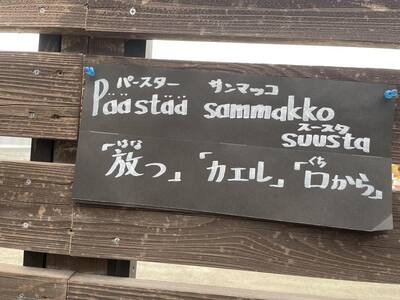 パースター サンマッコ
Päästää sammakko
スースタ
suusta
はな くち
「放つ」「カエル」「口から」